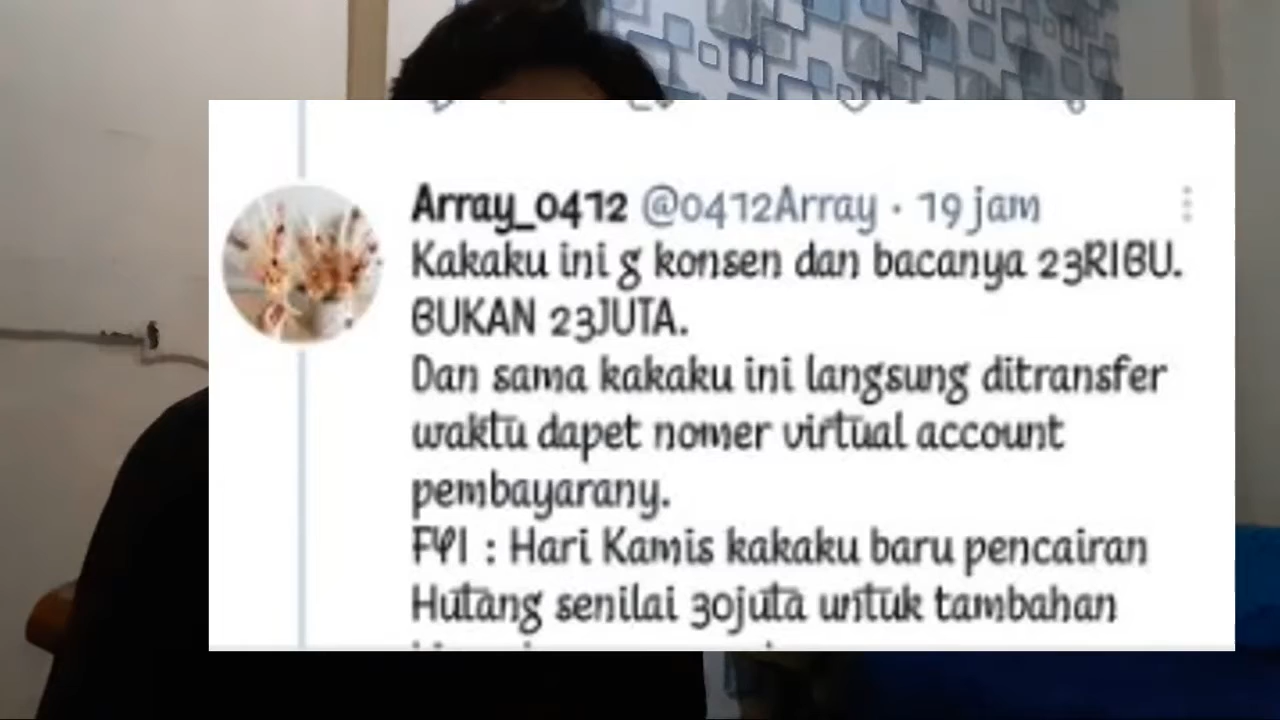 Array_0412 @0412Array · 19 jam
Kakaku ini g konsen dan bacanya 23RIBU.
BUKAN 23JUTA.
Dan sama kakaku ini langsung ditransfer
waktu dapet nomer virtual account
pembayarany.
FYI : Hari Kamis kakaku baru pencairan
Hutang senilai 30juta untuk tambahan